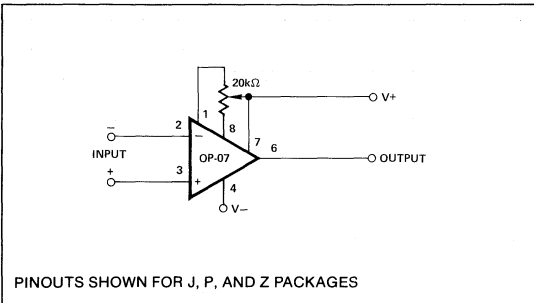 20kΩ
V+
1
8
2
−
7
6
INPUT
OP-07
OUTPUT
+
3
+
4
V−
−
PINOUTS SHOWN FOR J, P, AND Z PACKAGES